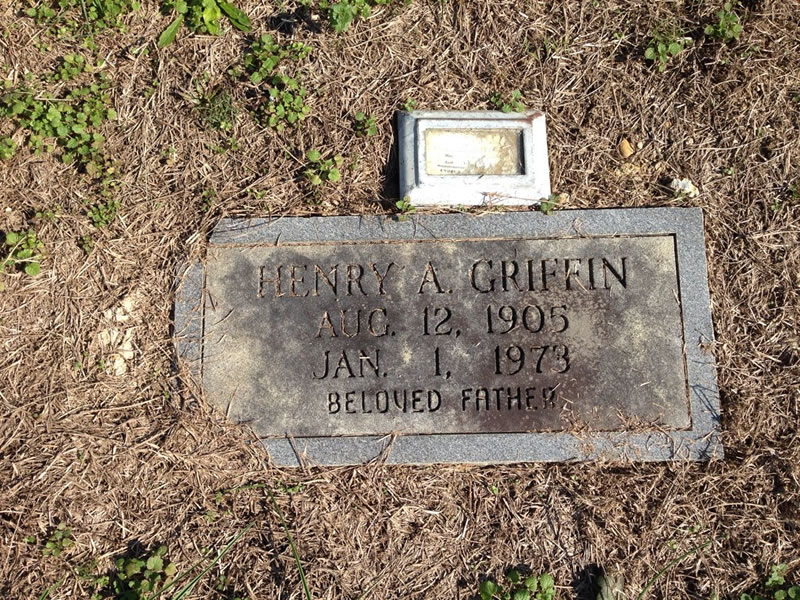 HENRY A. GRIFFIN
AUG. 12, 1905
JAN. 1, 1973
BELOVED FATHER